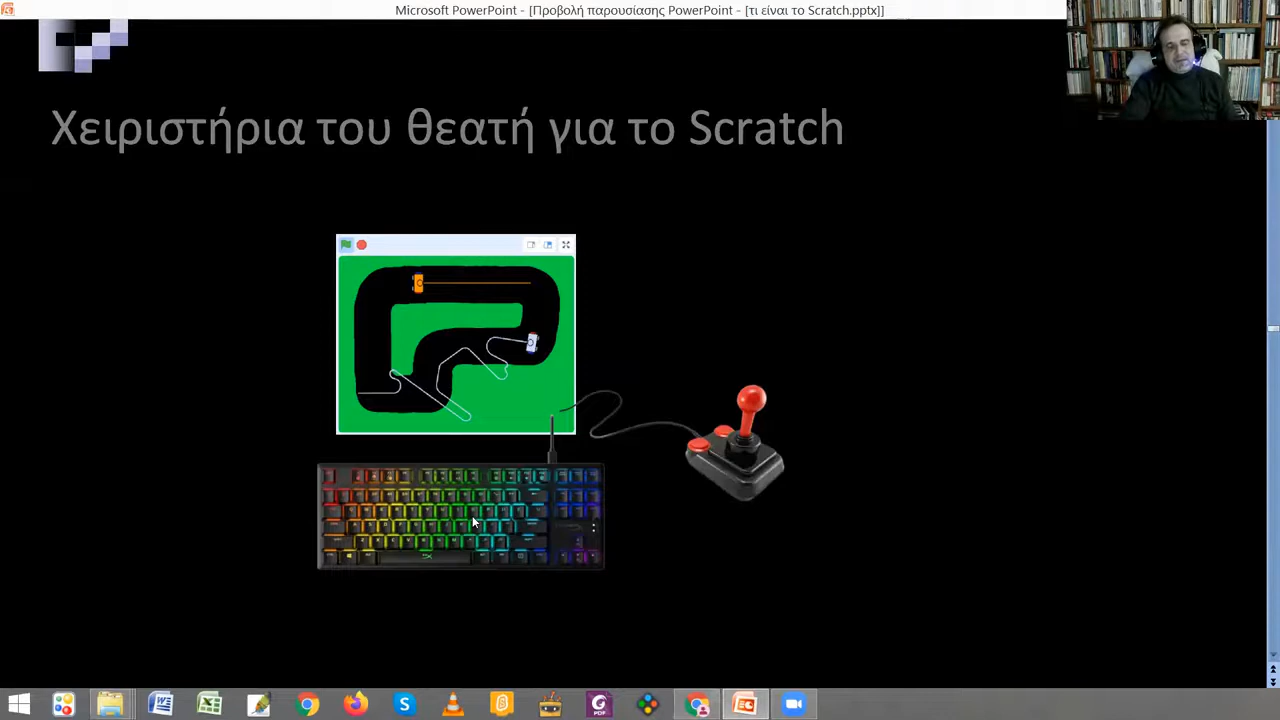 Microsoft PowerPoint - [Προβολή παρουσίασης PowerPoint - [τι είναι το Scratch.pptx]]
Χειριστήρια του θεατή για το Scratch